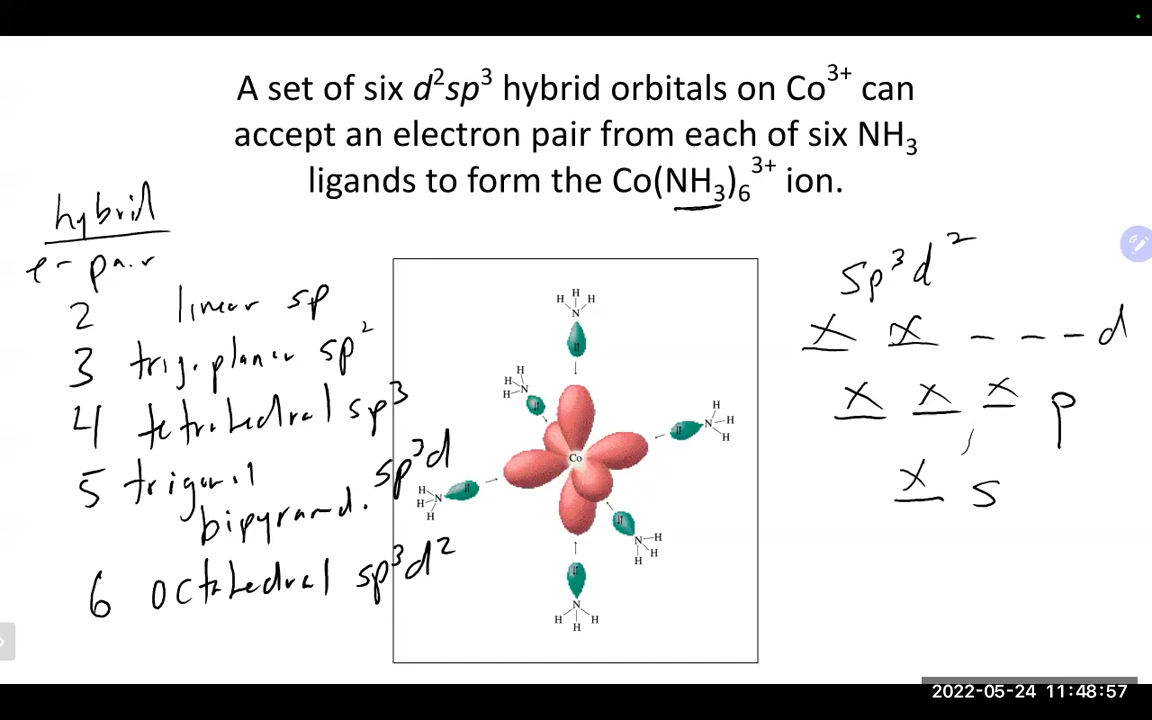 A set of six d²sp³ hybrid orbitals on Co³⁺ can
accept an electron pair from each of six NH₃
ligands to form the Co(NH₃)₆³⁺ ion.
hybrid
e- pair
2 linear sp
3 trig. planar sp²
4 tetrahedral sp³
5 trigonal
bipyramd. sp³d
6 octahedral sp³d²
H H H
N
H
H N
H
H
N H
H
Co
H
H N
H
N H
H H
N
H H
H
sp³d²
x x _ _ _ d
x x x p
x s
2022-05-24 11:48:57